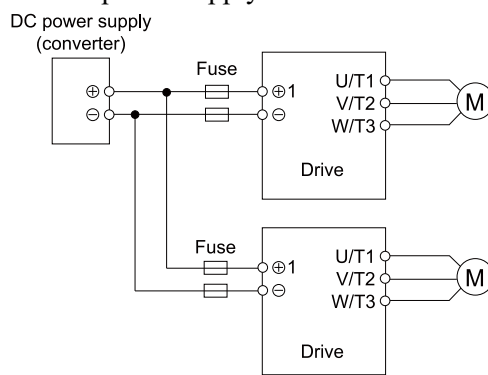 DC power supply
(converter)
⊕
⊖
Fuse
⊕1
⊖
U/T1
V/T2
W/T3
M
Drive
Fuse
⊕1
⊖
U/T1
V/T2
W/T3
M
Drive